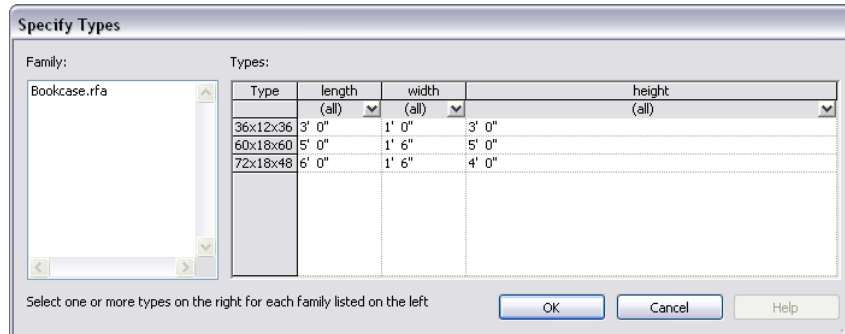 Specify Types
Family: Types:
Bookcase.rfa
Type length width height
(all) (all) (all)
36x12x36 3' 0" 1' 0" 3' 0"
60x18x60 5' 0" 1' 6" 5' 0"
72x18x48 6' 0" 1' 6" 4' 0"
Select one or more types on the right for each family listed on the left
OK Cancel Help